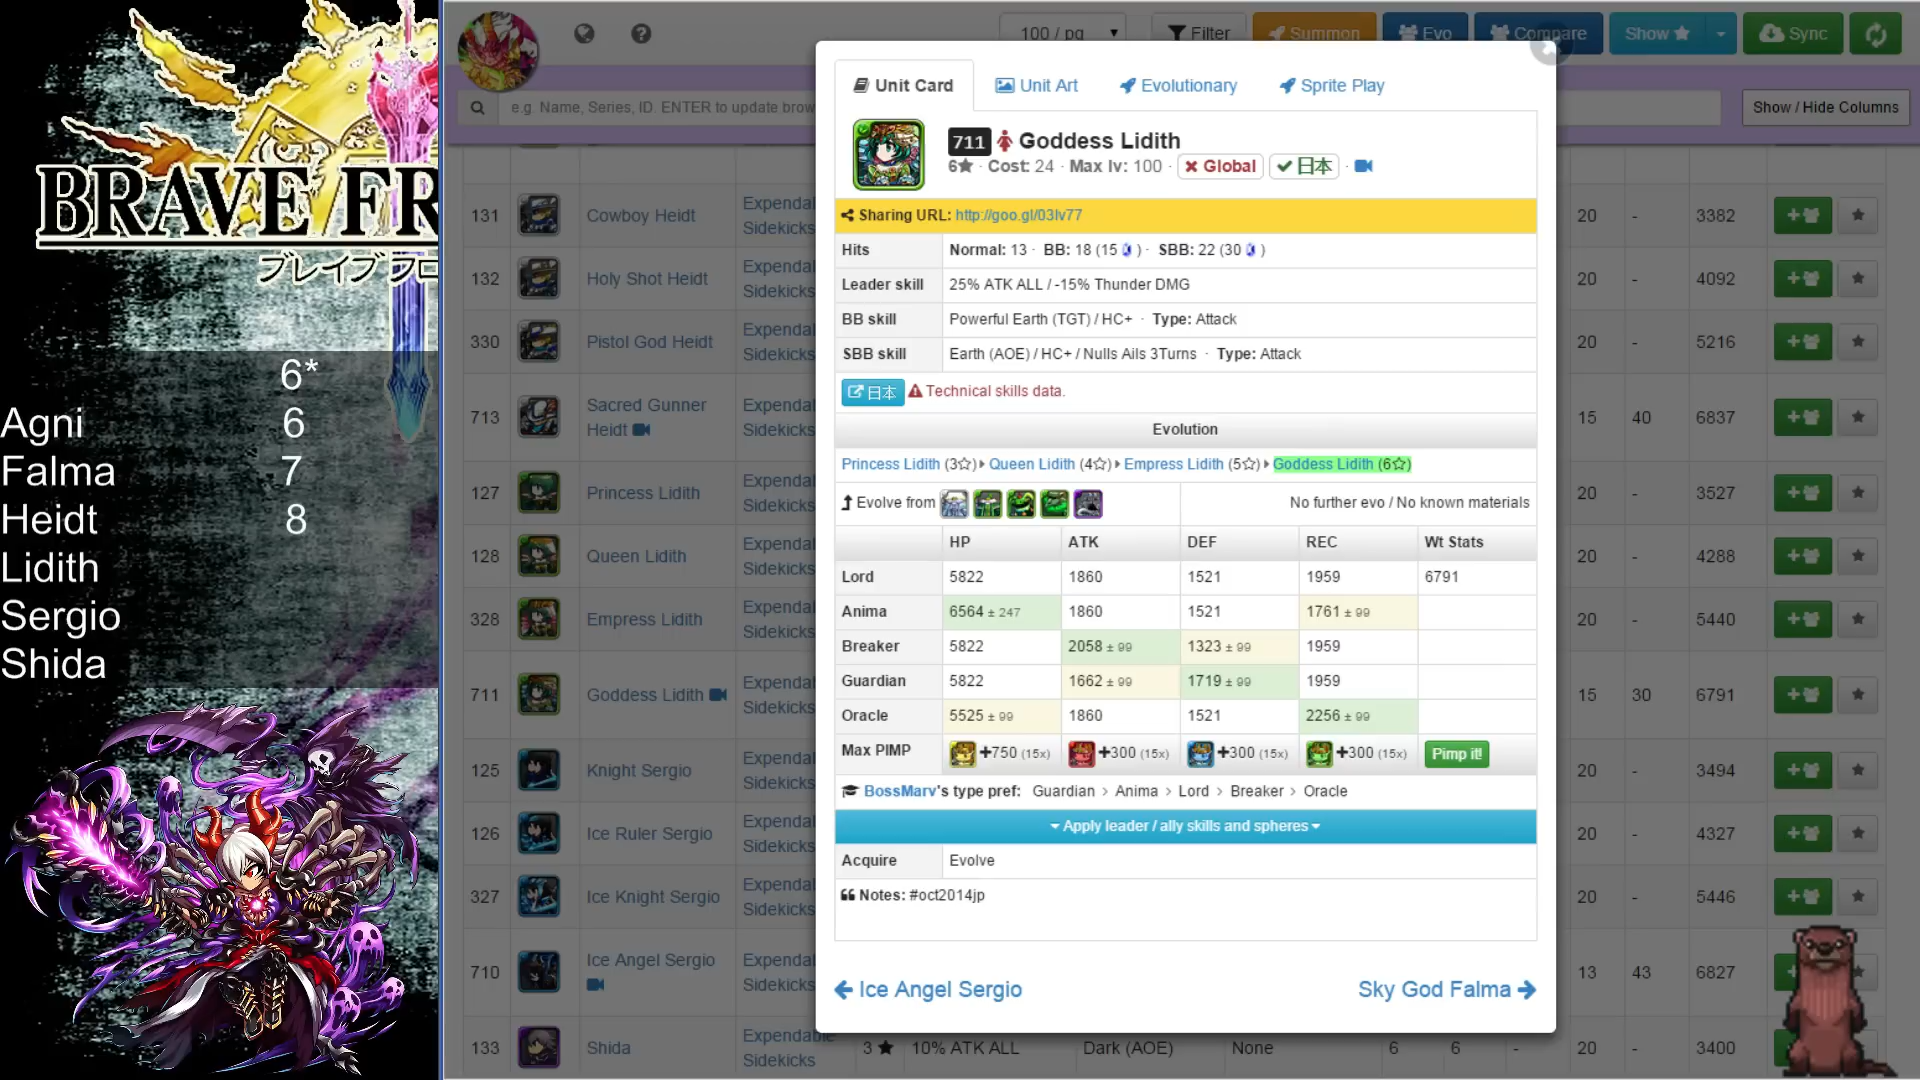 BRAVE FR
ブレイブ フロ
6*
Agni 6
Falma 7
Heidt 8
Lidith
Sergio
Shida
100 / pg
Filter
Summon
Evo
Compare
Show
Sync
e.g. Name, Series, ID. ENTER to update brow
Show / Hide Columns
131 Cowboy Heidt Expendal Sidekicks 20 - 3382
132 Holy Shot Heidt Expendal Sidekicks 20 - 4092
330 Pistol God Heidt Expendal Sidekicks 20 - 5216
713 Sacred Gunner Heidt Expendal Sidekicks 15 40 6837
127 Princess Lidith Expendal Sidekicks 20 - 3527
128 Queen Lidith Expendal Sidekicks 20 - 4288
328 Empress Lidith Expendal Sidekicks 20 - 5440
711 Goddess Lidith Expendal Sidekicks 15 30 6791
125 Knight Sergio Expendal Sidekicks 20 - 3494
126 Ice Ruler Sergio Expendal Sidekicks 20 - 4327
327 Ice Knight Sergio Expendal Sidekicks 20 - 5446
710 Ice Angel Sergio Expendal Sidekicks 13 43 6827
133 Shida Expendable Sidekicks 3★ 10% ATK ALL Dark (AOE) None 6 6 - 20 - 3400
Unit Card Unit Art Evolutionary Sprite Play
711 Goddess Lidith
6★ · Cost: 24 · Max lv: 100 · ✖ Global ✔ 日本 ·
Sharing URL: http://goo.gl/03lv77
Hits Normal: 13 · BB: 18 (15 ) · SBB: 22 (30 )
Leader skill 25% ATK ALL / -15% Thunder DMG
BB skill Powerful Earth (TGT) / HC+ · Type: Attack
SBB skill Earth (AOE) / HC+ / Nulls Ails 3Turns · Type: Attack
日本 Technical skills data.
Evolution
Princess Lidith (3☆) Queen Lidith (4☆) Empress Lidith (5☆) Goddess Lidith (6☆)
Evolve from No further evo / No known materials
HP ATK DEF REC Wt Stats
Lord 5822 1860 1521 1959 6791
Anima 6564 ± 247 1860 1521 1761 ± 99
Breaker 5822 2058 ± 99 1323 ± 99 1959
Guardian 5822 1662 ± 99 1719 ± 99 1959
Oracle 5525 ± 99 1860 1521 2256 ± 99
Max PIMP +750 (15x) +300 (15x) +300 (15x) +300 (15x) Pimp it!
BossMarv's type pref: Guardian > Anima > Lord > Breaker > Oracle
Apply leader / ally skills and spheres
Acquire Evolve
Notes: #oct2014jp
← Ice Angel Sergio Sky God Falma →